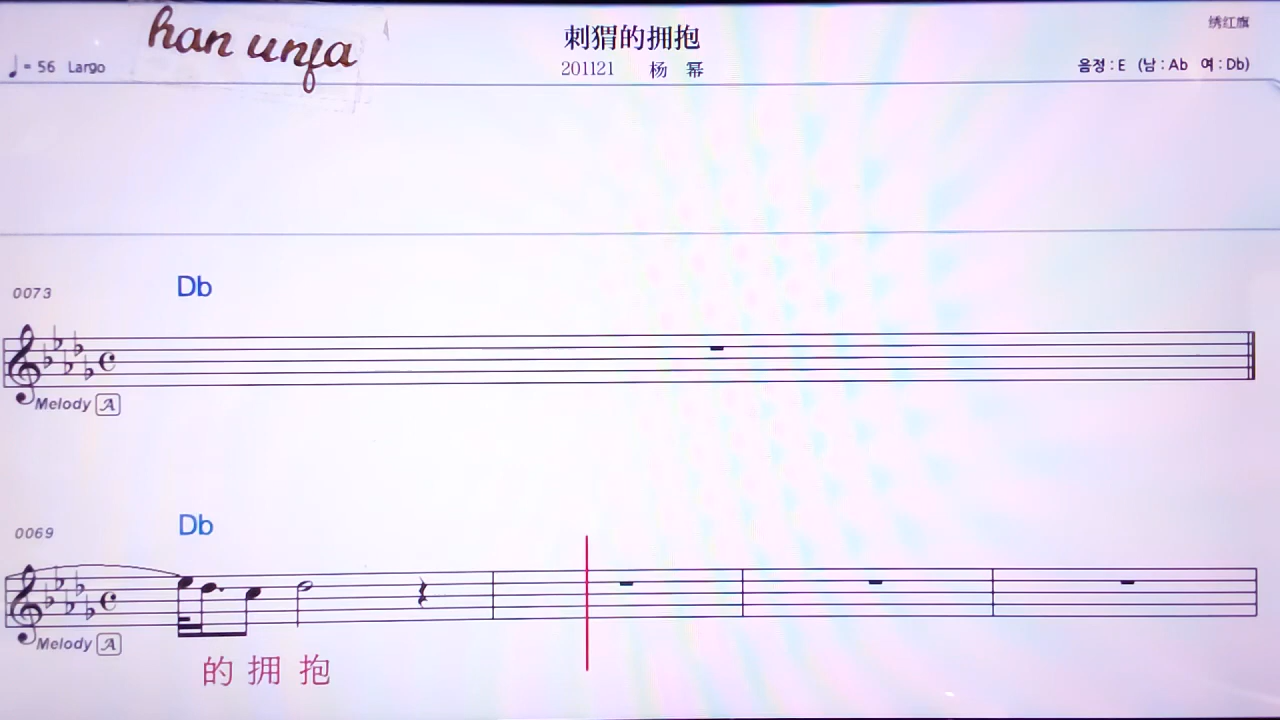 han unfa
刺猬的拥抱
绣红旗
♩= 56 Largo
201121 杨 幂
음정 : E (남 : Ab 여 : Db)
0073
Db
Melody A
0069
Db
Melody A
的 拥 抱